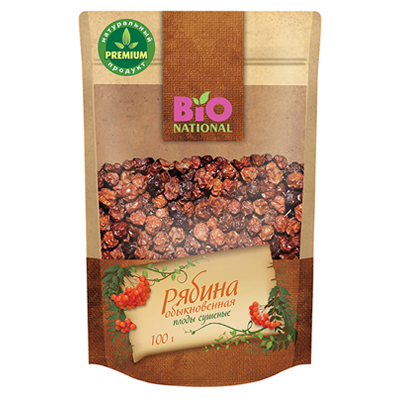 натуральный
PREMIUM
продукт
BiO
NATIONAL
Рябина
обыкновенная
плоды сушеные
100 г